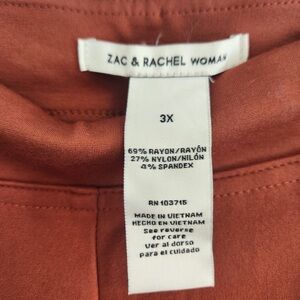 ZAC & RACHEL WOMAN
3X
69% RAYON/RAYÓN
27% NYLON/NILÓN
4% SPANDEX
RN 103715
MADE IN VIETNAM
HECHO EN VIETNAM
See reverse
for care
Ver al dorso
para el cuidado